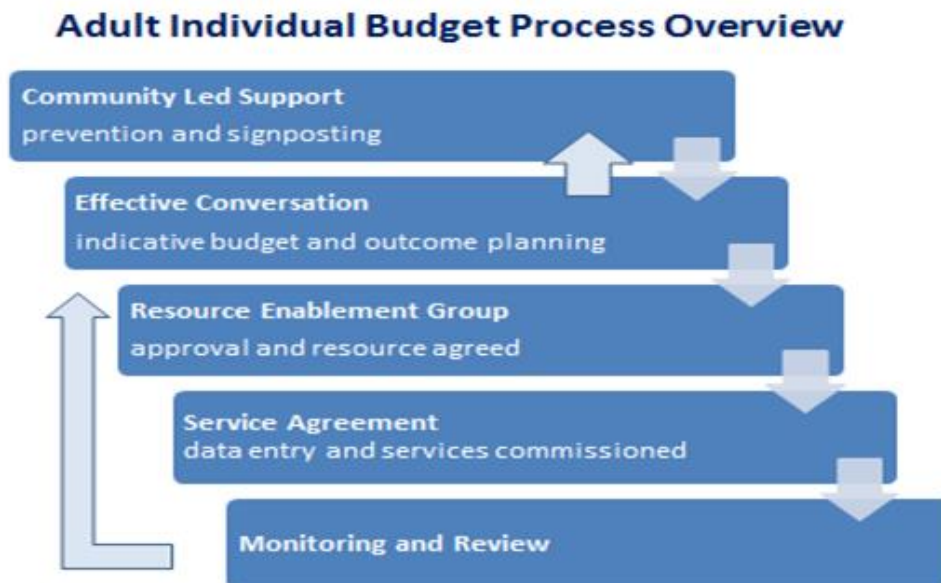 Adult Individual Budget Process Overview
Community Led Support
prevention and signposting
Effective Conversation
indicative budget and outcome planning
Resource Enablement Group
approval and resource agreed
Service Agreement
data entry and services commissioned
Monitoring and Review